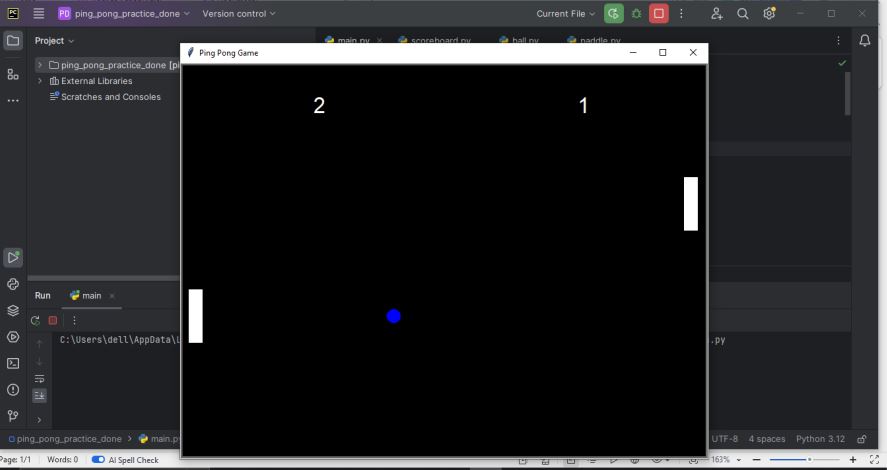 PC
PD ping_pong_practice_done
Version control
Current File
Project
main.py
scoreboard.py
ball.py
paddle.py
Ping Pong Game
ping_pong_practice_done
External Libraries
Scratches and Consoles
2
1
Run
main
C:\Users\dell\AppData\
.py
ping_pong_practice_done > main.py
UTF-8
4 spaces
Python 3.12
Page: 1/1
Words: 0
AI Spell Check
163%